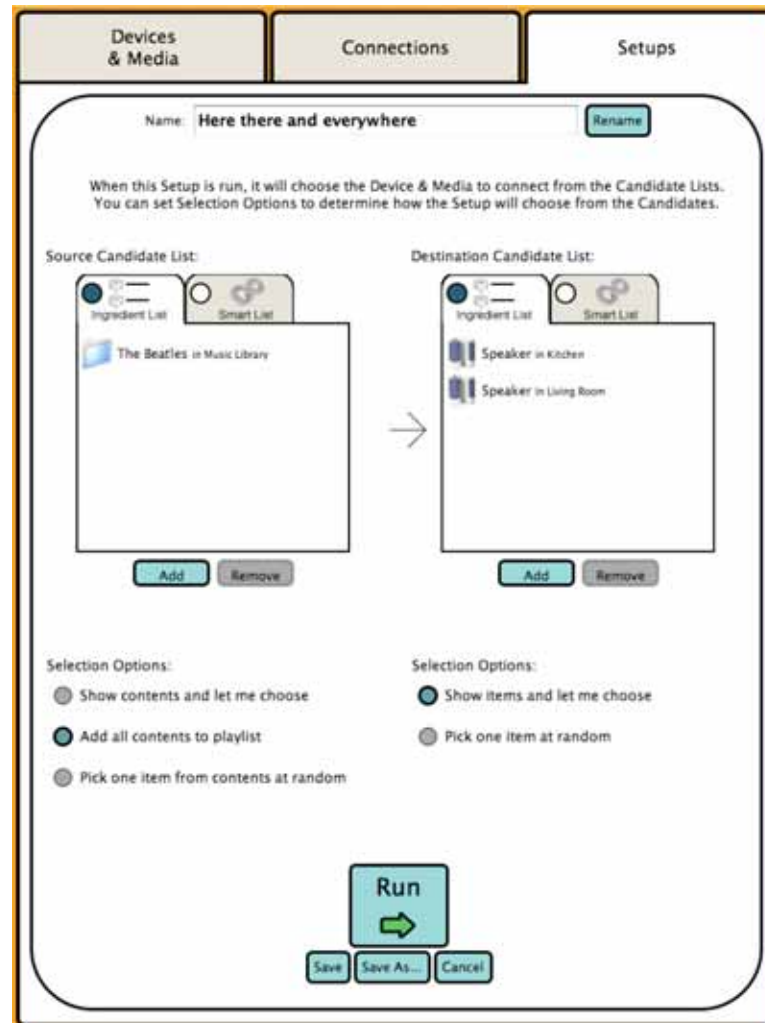 Devices
& Media
Connections
Setups
Name: Here there and everywhere
Rename
When this Setup is run, it will choose the Device & Media to connect from the Candidate Lists.
You can set Selection Options to determine how the Setup will choose from the Candidates.
Source Candidate List:
Destination Candidate List:
Ingredient List
Smart List
Ingredient List
Smart List
The Beatles in Music Library
Speaker in Kitchen
Speaker in Living Room
Add
Remove
Add
Remove
Selection Options:
Show contents and let me choose
Add all contents to playlist
Pick one item from contents at random
Selection Options:
Show items and let me choose
Pick one item at random
Run
Save
Save As...
Cancel